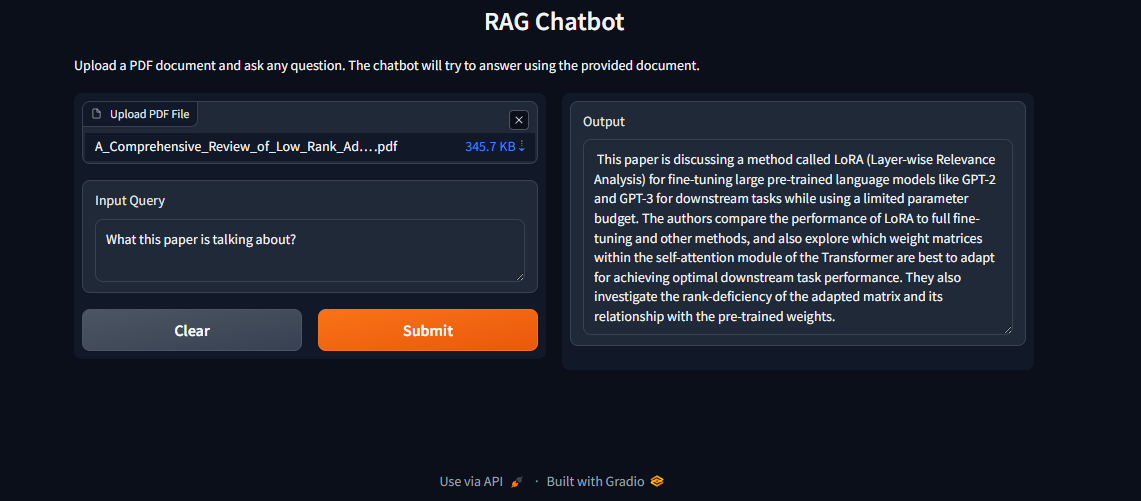 RAG Chatbot
Upload a PDF document and ask any question. The chatbot will try to answer using the provided document.
Upload PDF File
A_Comprehensive_Review_of_Low_Rank_Ad....pdf
345.7 KB ↓
Input Query
What this paper is talking about?
Clear
Submit
Output
This paper is discussing a method called LoRA (Layer-wise Relevance
Analysis) for fine-tuning large pre-trained language models like GPT-2
and GPT-3 for downstream tasks while using a limited parameter
budget. The authors compare the performance of LoRA to full fine-
tuning and other methods, and also explore which weight matrices
within the self-attention module of the Transformer are best to adapt
for achieving optimal downstream task performance. They also
investigate the rank-deficiency of the adapted matrix and its
relationship with the pre-trained weights.
Use via API · Built with Gradio